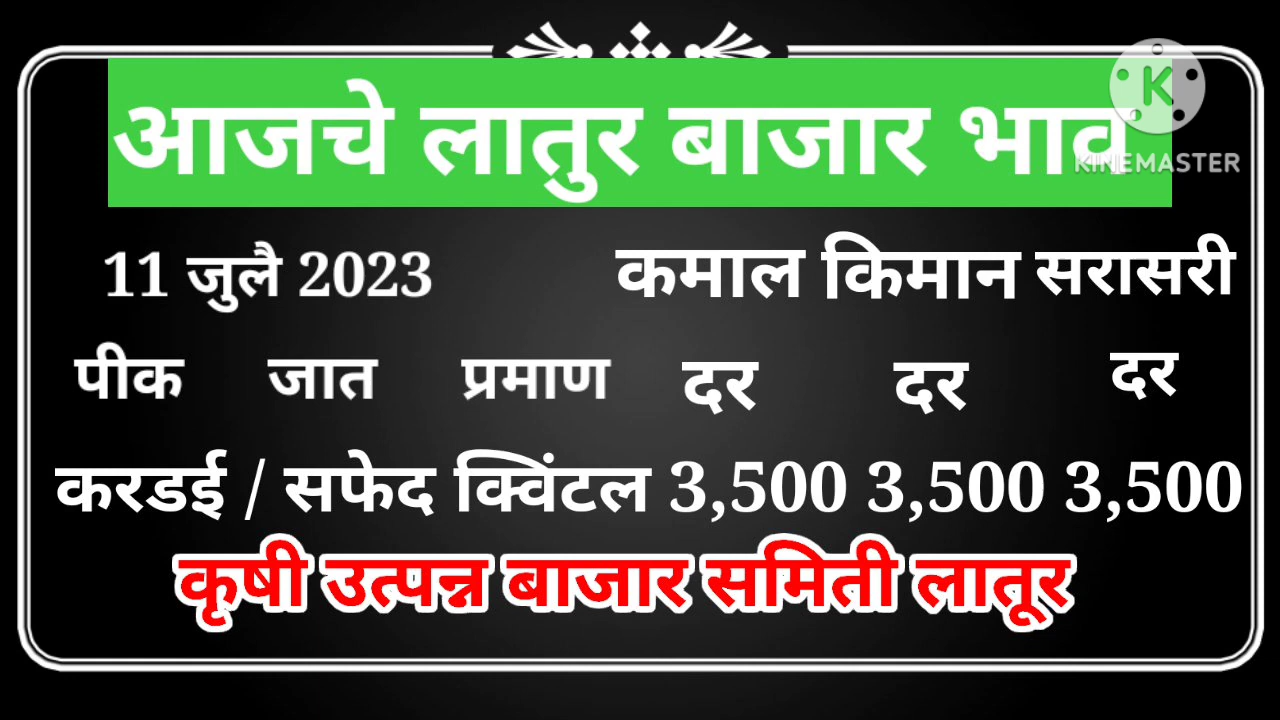 आजचे लातुर बाजार भाव
K
KINEMASTER
11 जुलै 2023 कमाल किमान सरासरी
पीक जात प्रमाण दर दर दर
करडई / सफेद क्विंटल 3,500 3,500 3,500
कृषी उत्पन्न बाजार समिती लातूर